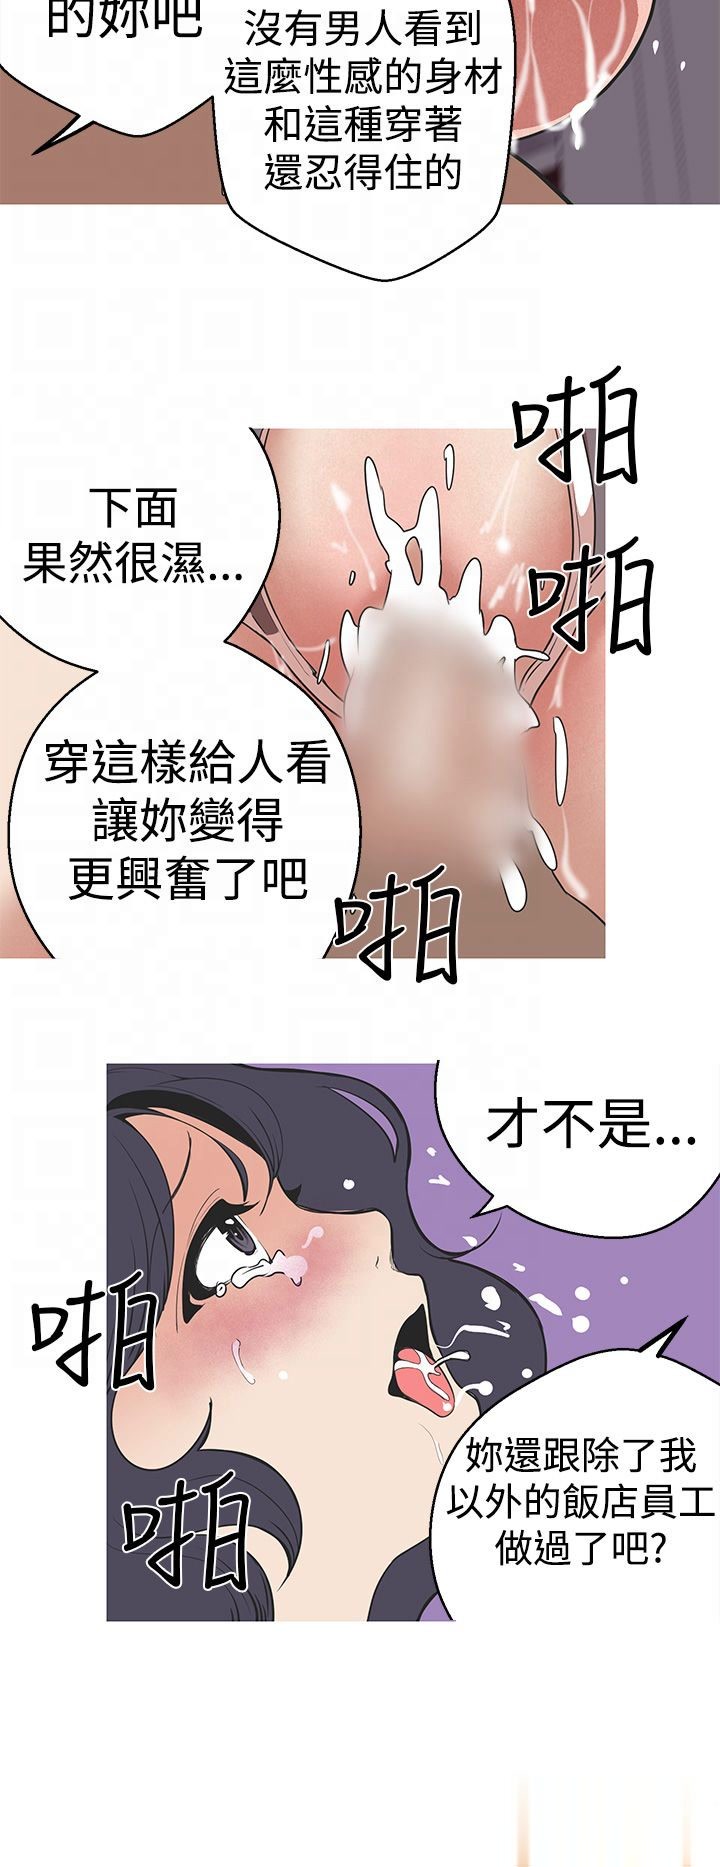 的妳吧
沒有男人看到
這麼性感的身材
和這種穿著
還忍得住的
啪
啪
下面
果然很濕...
穿這樣給人看
讓妳變得
更興奮了吧
啪
才不是...
啪
妳還跟除了我
以外的飯店員工
做過了吧?
啪